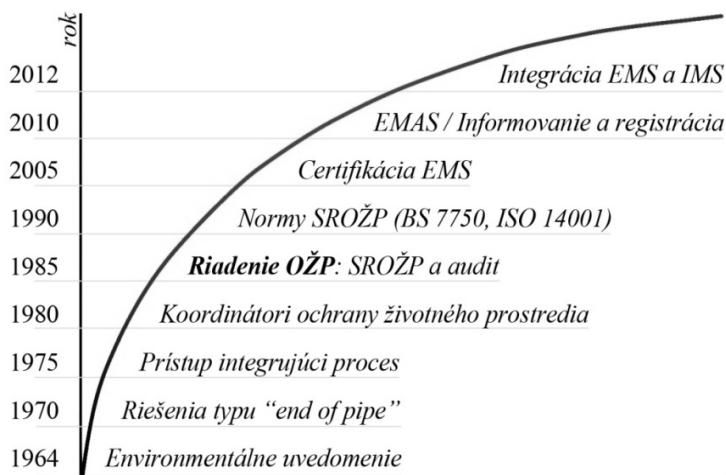 rok
2012 Integrácia EMS a IMS
2010 EMAS / Informovanie a registrácia
2005 Certifikácia EMS
1990 Normy SROŽP (BS 7750, ISO 14001)
1985 Riadenie OŽP: SROŽP a audit
1980 Koordinátori ochrany životného prostredia
1975 Prístup integrujúci proces
1970 Riešenia typu “end of pipe”
1964 Environmentálne uvedomenie